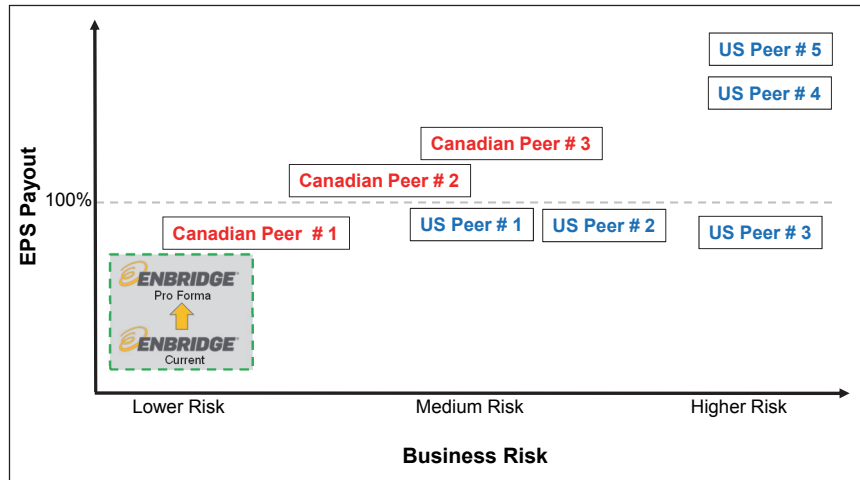 US Peer # 5
US Peer # 4
Canadian Peer # 3
Canadian Peer # 2
100%
US Peer # 1
US Peer # 2
US Peer # 3
Canadian Peer # 1
EPS Payout
ENBRIDGE®
Pro Forma
ENBRIDGE®
Current
Lower Risk
Medium Risk
Higher Risk
Business Risk